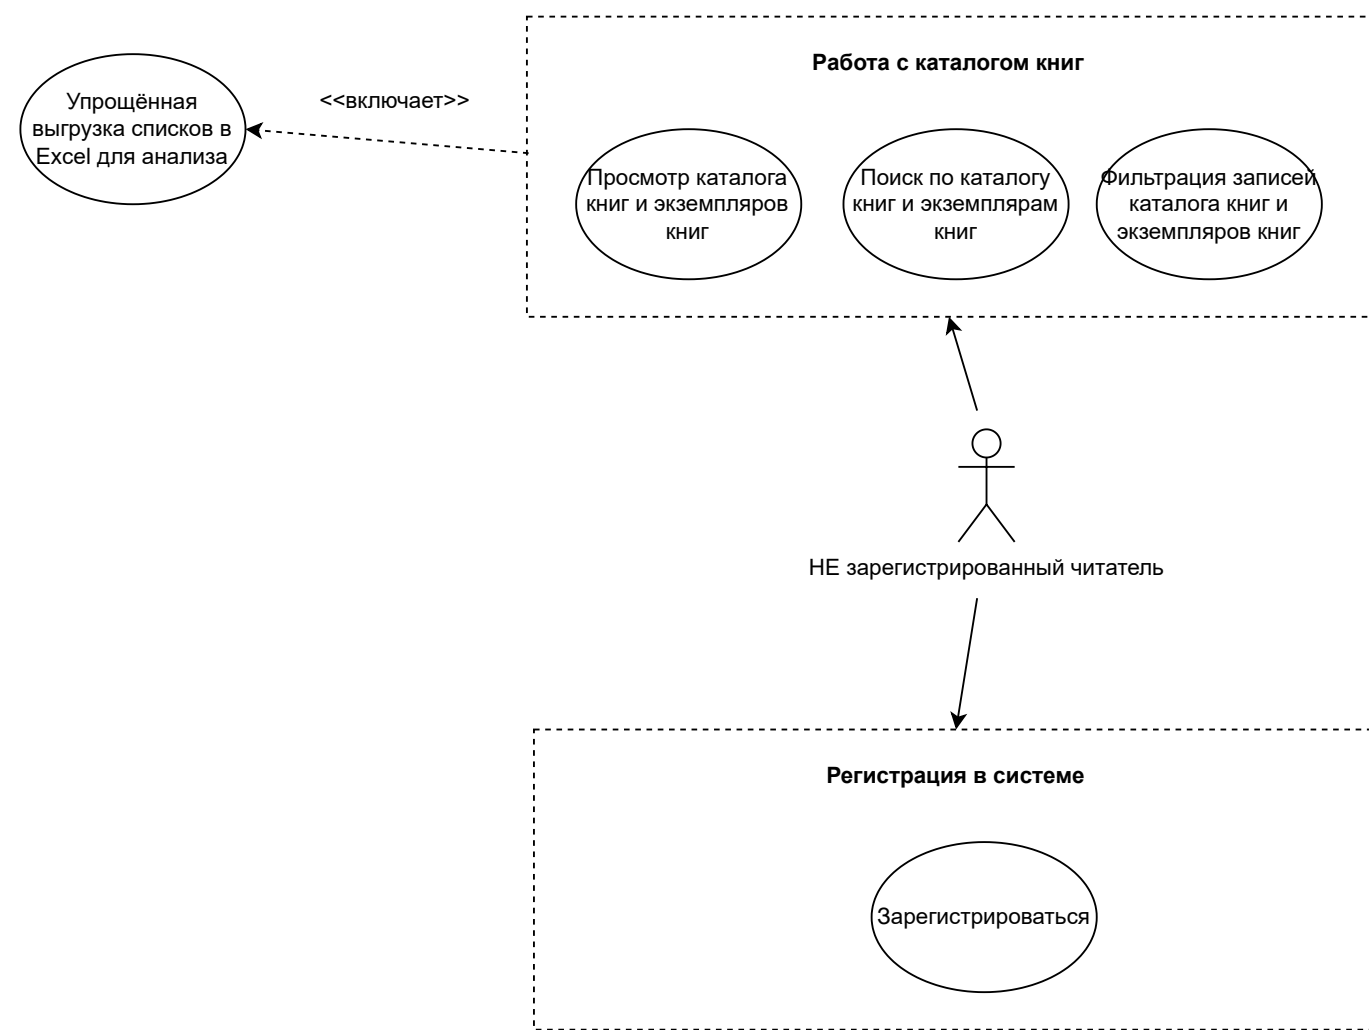 Работа с каталогом книг
Упрощённая
выгрузка списков в
Excel для анализа
<<включает>>
Просмотр каталога
книг и экземпляров
книг
Поиск по каталогу
книг и экземплярам
книг
Фильтрация записей
каталога книг и
экземпляров книг
НЕ зарегистрированный читатель
Регистрация в системе
Зарегистрироваться